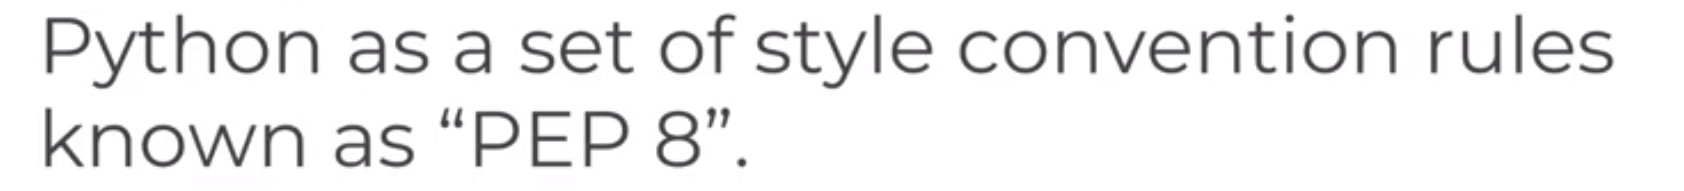 Python as a set of style convention rules
known as “PEP 8”.